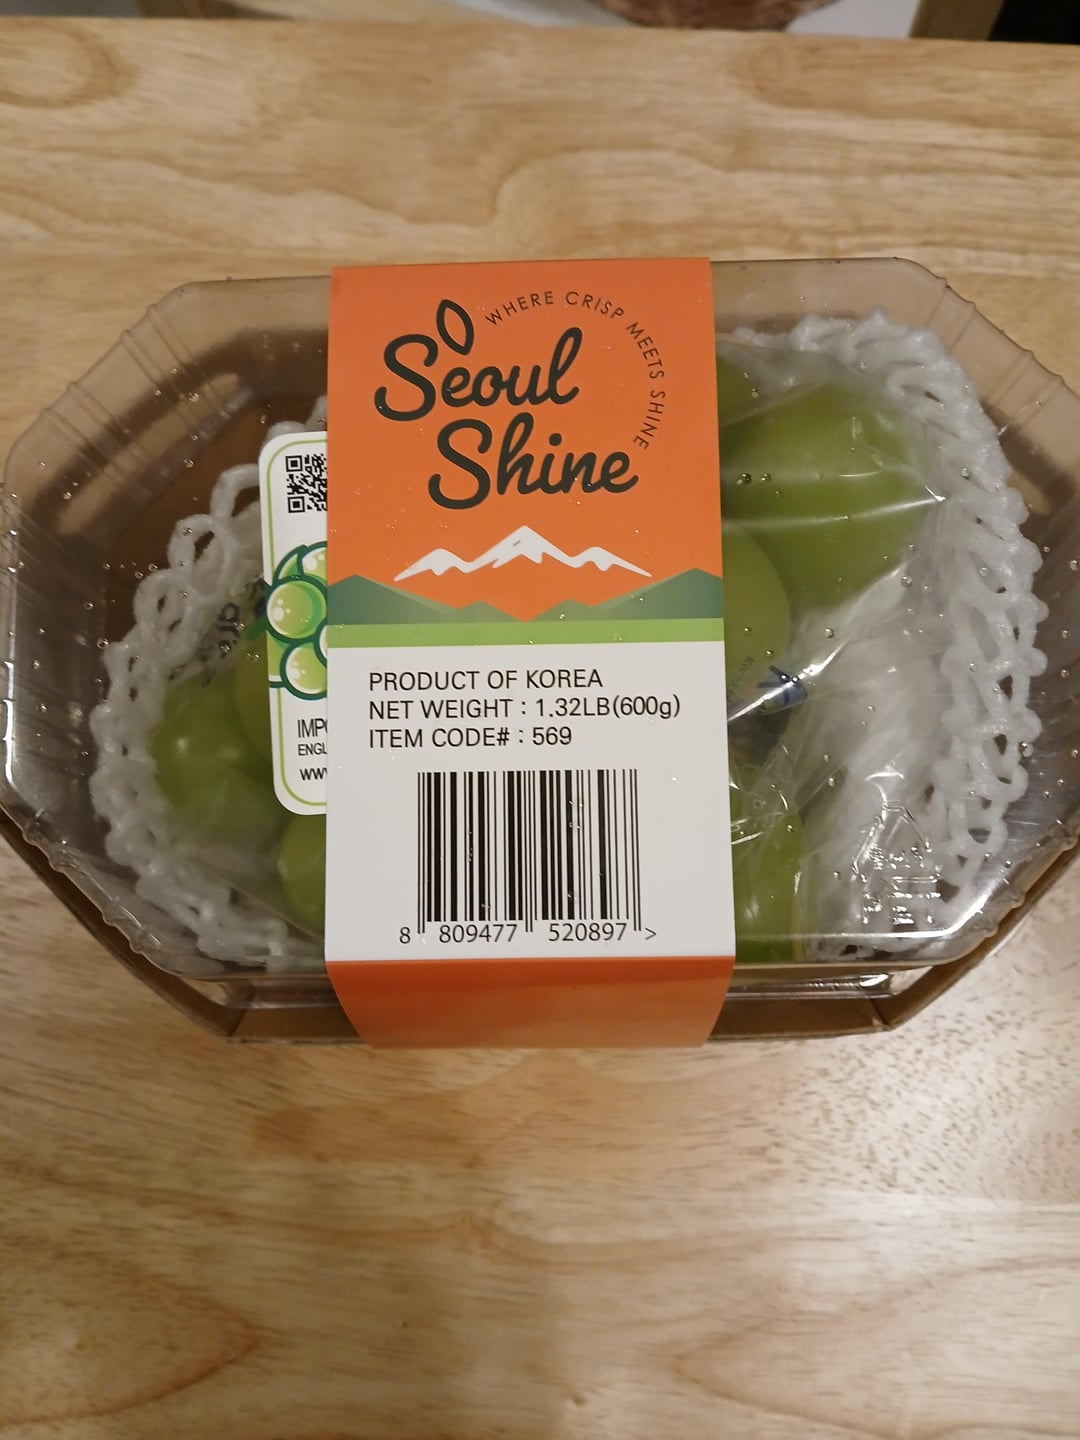 WHERE CRISP MEETS SHINE
Seoul
Shine
PRODUCT OF KOREA
NET WEIGHT : 1.32LB(600g)
ITEM CODE# : 569
8 809477 520897 >
PET